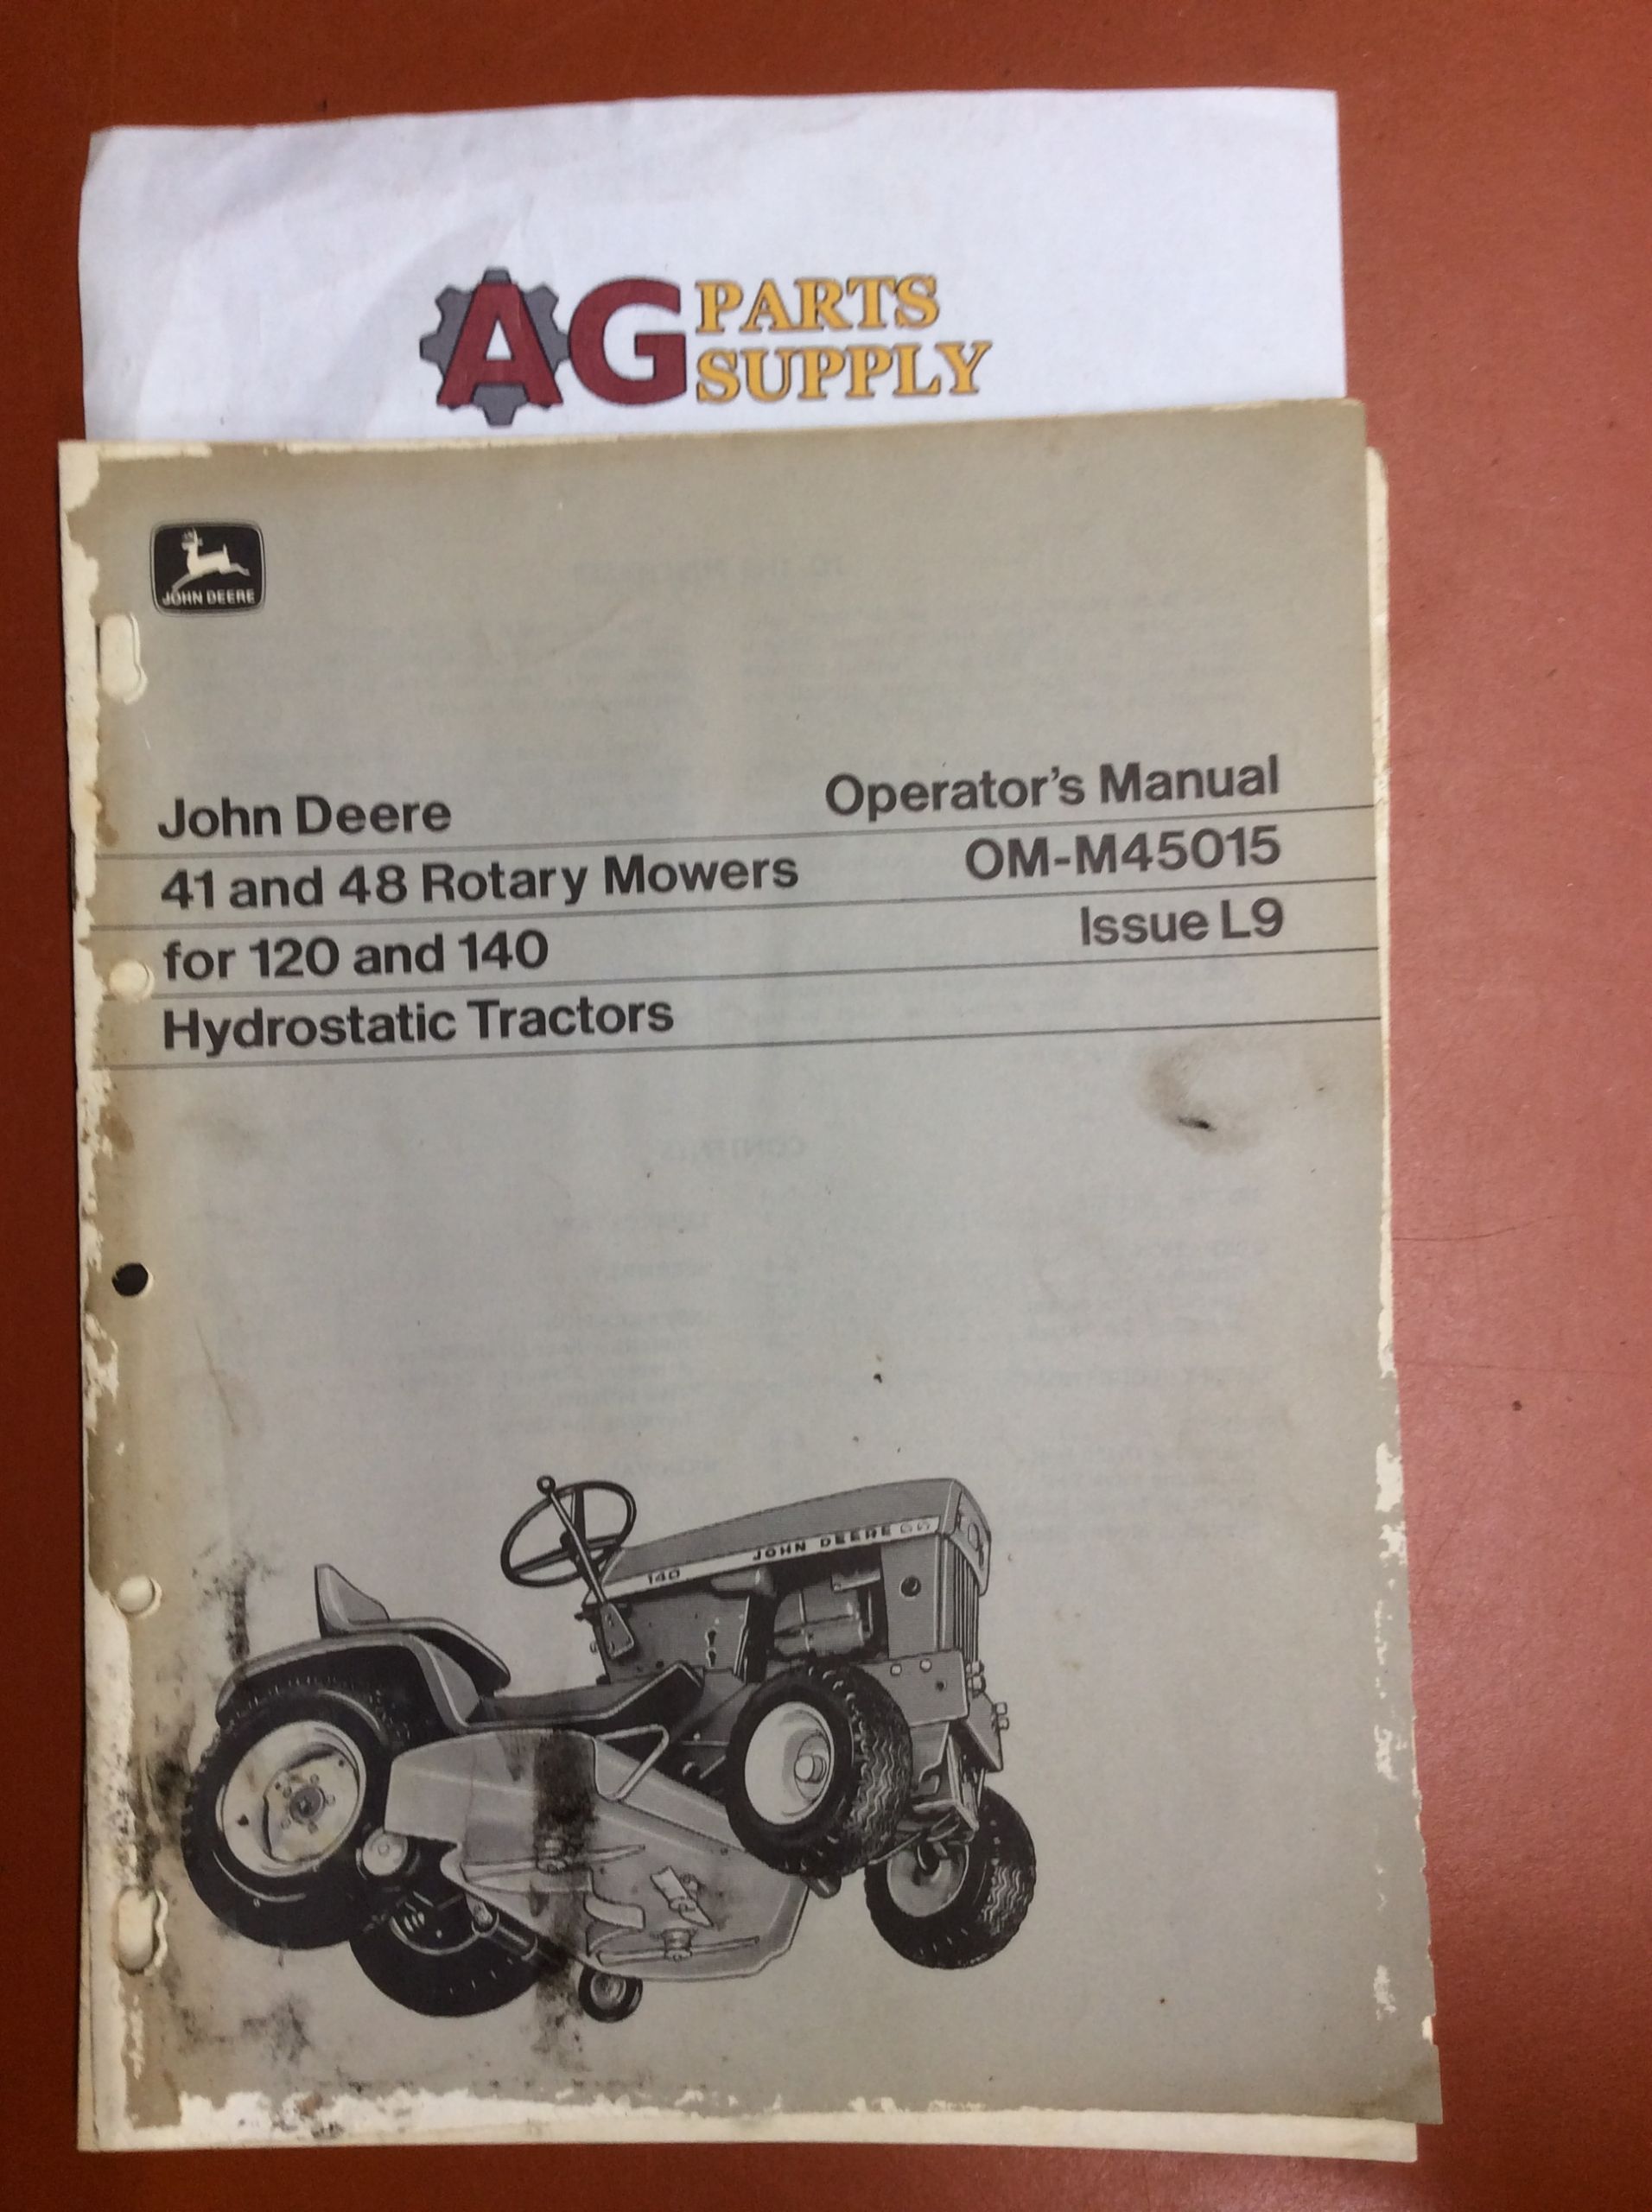 AG PARTS
SUPPLY
JOHN DEERE
John Deere
41 and 48 Rotary Mowers
for 120 and 140
Hydrostatic Tractors
Operator's Manual
OM-M45015
Issue L9
140 JOHN DEERE